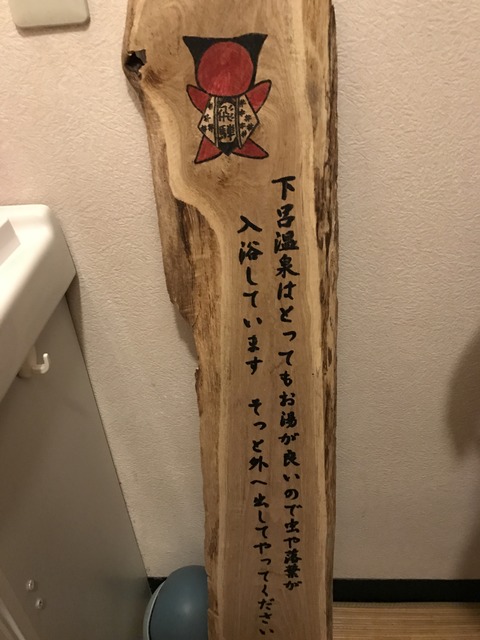 飛騨
下呂温泉はとってもお湯が良いので虫や落葉が
入浴しています そっと外へ出してやってください